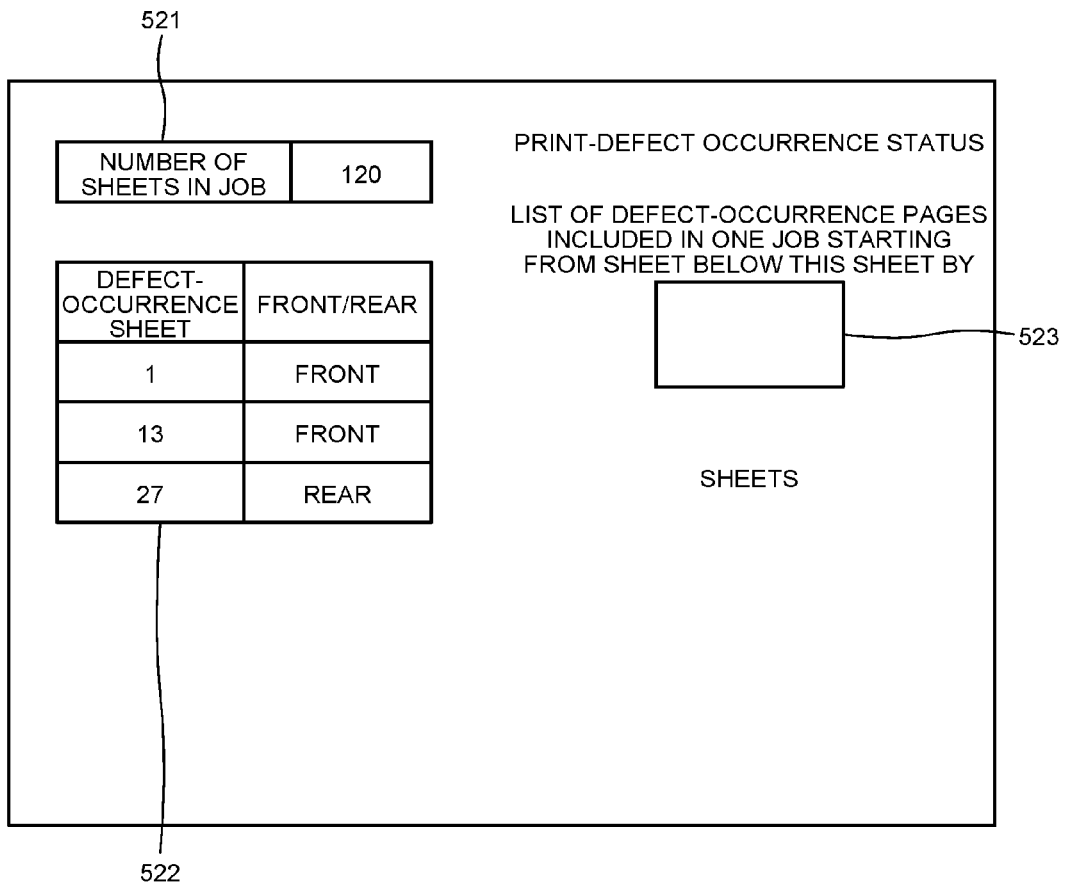 521
NUMBER OF
SHEETS IN JOB
120
PRINT-DEFECT OCCURRENCE STATUS
LIST OF DEFECT-OCCURRENCE PAGES
INCLUDED IN ONE JOB STARTING
FROM SHEET BELOW THIS SHEET BY
523
SHEETS
DEFECT-
OCCURRENCE
SHEET
FRONT/REAR
1
FRONT
13
FRONT
27
REAR
522